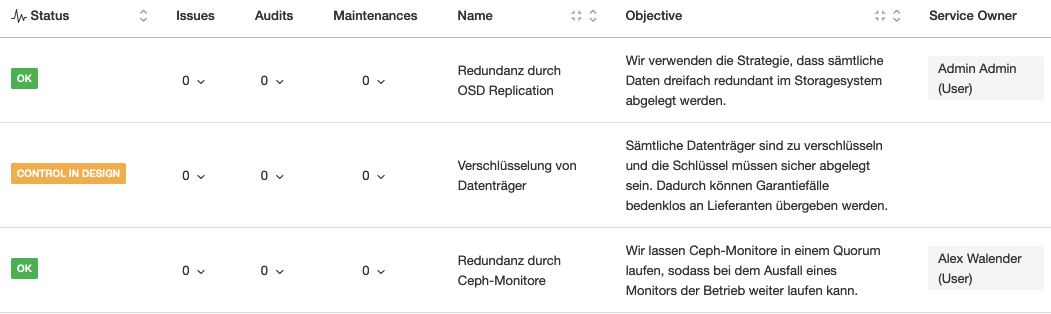 Status Issues Audits Maintenances Name Objective Service Owner
OK 0 0 0 Redundanz durch
OSD Replication
Wir verwenden die Strategie, dass sämtliche
Daten dreifach redundant im Storagesystem
abgelegt werden.
Admin Admin
(User)
CONTROL IN DESIGN 0 0 0 Verschlüsselung von
Datenträger
Sämtliche Datenträger sind zu verschlüsseln
und die Schlüssel müssen sicher abgelegt
sein. Dadurch können Garantiefälle
bedenklos an Lieferanten übergeben werden.
OK 0 0 0 Redundanz durch
Ceph-Monitore
Wir lassen Ceph-Monitore in einem Quorum
laufen, sodass bei dem Ausfall eines
Monitors der Betrieb weiter laufen kann.
Alex Walender
(User)